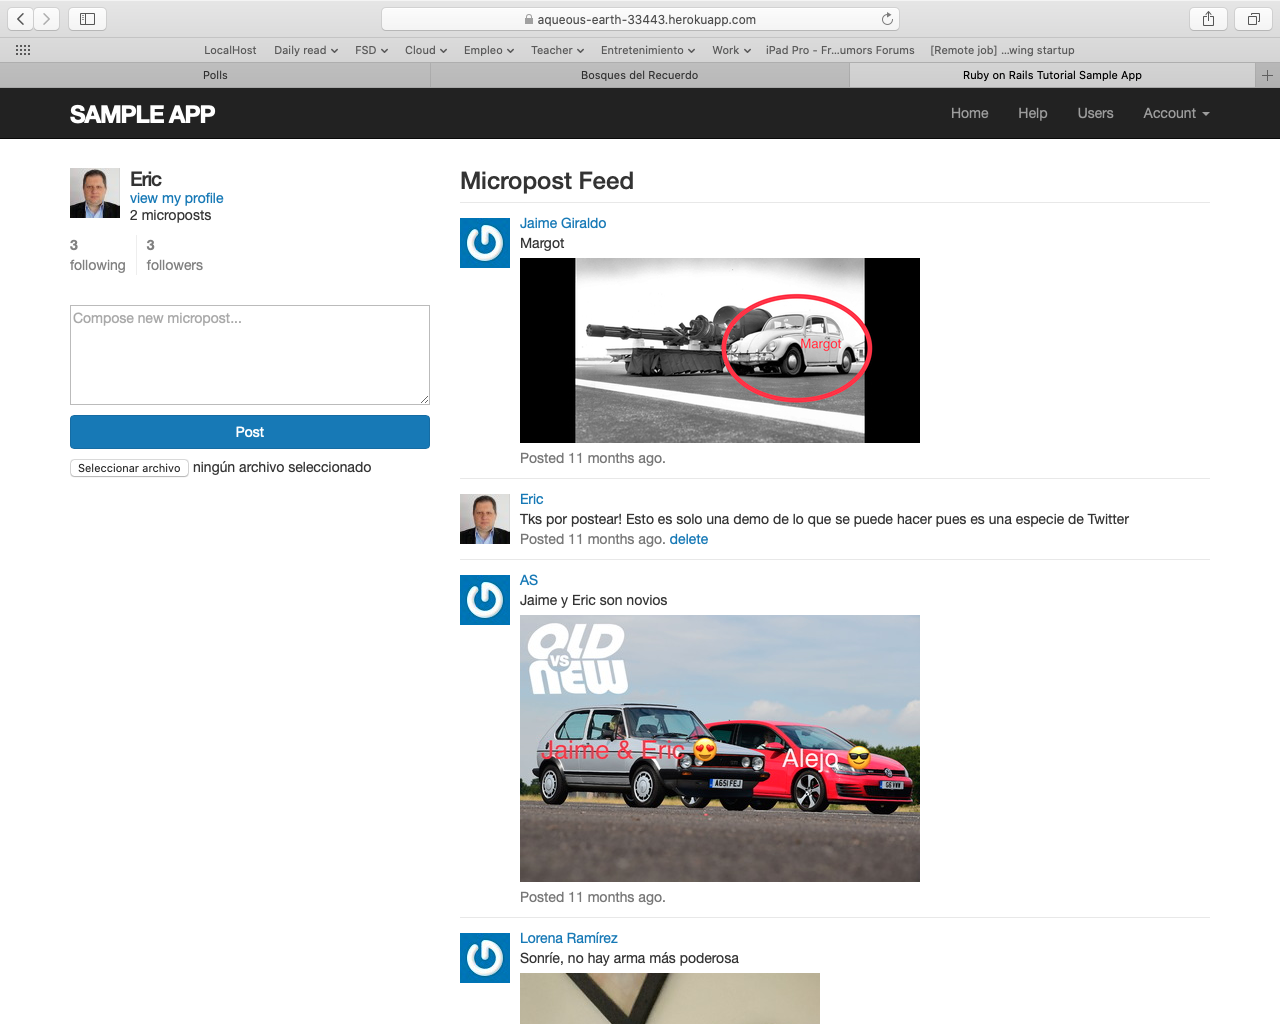 aqueous-earth-33443.herokuapp.com
LocalHost Daily read FSD Cloud Empleo Teacher Entretenimiento Work iPad Pro - Fr...umors Forums [Remote job] ...wing startup
Polls Bosques del Recuerdo Ruby on Rails Tutorial Sample App
SAMPLE APP Home Help Users Account
Eric
view my profile
2 microposts
3 3
following followers
Compose new micropost...
Post
Seleccionar archivo ningún archivo seleccionado
Micropost Feed
Jaime Giraldo
Margot
Margot
Posted 11 months ago.
Eric
Tks por postear! Esto es solo una demo de lo que se puede hacer pues es una especie de Twitter
Posted 11 months ago. delete
AS
Jaime y Eric son novios
OLD
VS
NEW
Jaime & Eric 😍 Alejo 😎
A651 FEJ
Posted 11 months ago.
Lorena Ramírez
Sonríe, no hay arma más poderosa